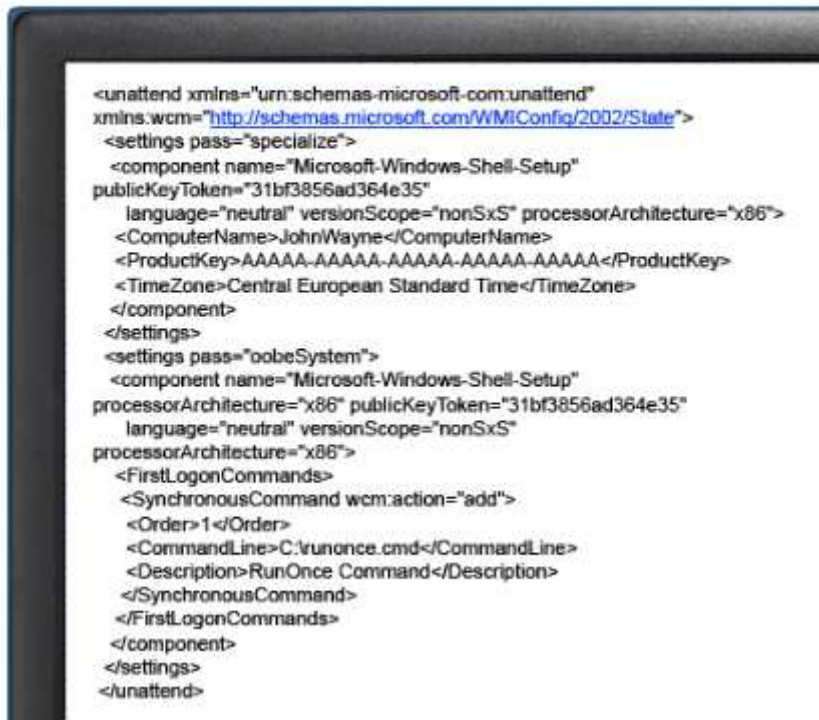 <unattend xmlns="urn:schemas-microsoft-com:unattend"
xmlns:wcm="http://schemas.microsoft.com/WMIConfig/2002/State">
<settings pass="specialize">
<component name="Microsoft-Windows-Shell-Setup"
publicKeyToken="31bf3856ad364e35"
language="neutral" versionScope="nonSxS" processorArchitecture="x86">
<ComputerName>JohnWayne</ComputerName>
<ProductKey>AAAAA-AAAAA-AAAAA-AAAAA-AAAAA</ProductKey>
<TimeZone>Central European Standard Time</TimeZone>
</component>
</settings>
<settings pass="oobeSystem">
<component name="Microsoft-Windows-Shell-Setup"
processorArchitecture="x86" publicKeyToken="31bf3856ad364e35"
language="neutral" versionScope="nonSxS"
processorArchitecture="x86">
<FirstLogonCommands>
<SynchronousCommand wcm:action="add">
<Order>1</Order>
<CommandLine>C:\runonce.cmd</CommandLine>
<Description>RunOnce Command</Description>
</SynchronousCommand>
</FirstLogonCommands>
</component>
</settings>
</unattend>